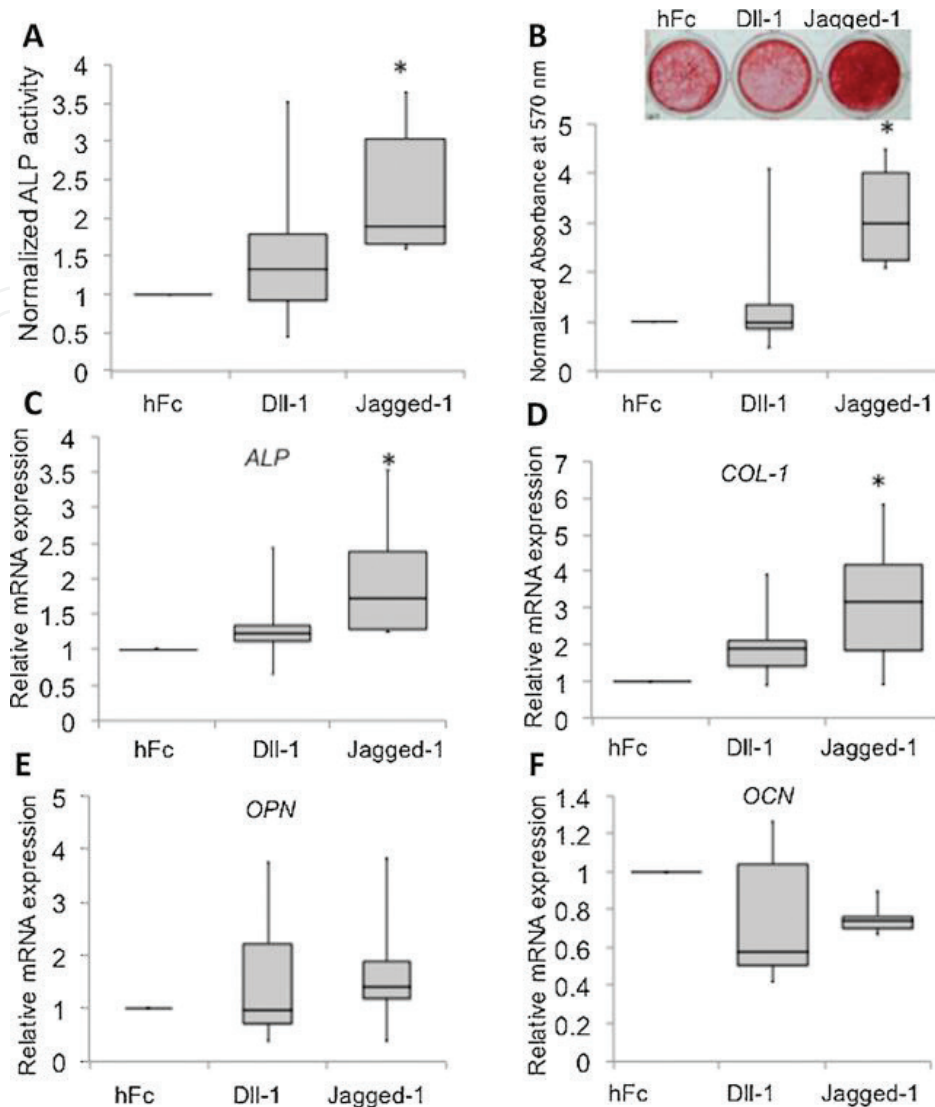 A
Normalized ALP activity
4
3.5
3
2.5
2
1.5
1
0.5
0
*
hFc Dll-1 Jagged-1
B
hFc Dll-1 Jagged-1
Normalized Absorbance at 570 nm
5
4
3
2
1
0
*
hFc Dll-1 Jagged-1
C
ALP
Relative mRNA expression
4
3.5
3
2.5
2
1.5
1
0.5
0
*
hFc Dll-1 Jagged-1
D
COL-1
Relative mRNA expression
7
6
5
4
3
2
1
0
*
hFc Dll-1 Jagged-1
E
OPN
Relative mRNA expression
5
4
3
2
1
0
hFc Dll-1 Jagged-1
F
OCN
Relative mRNA expression
1.4
1.2
1
0.8
0.6
0.4
0.2
0
hFc Dll-1 Jagged-1